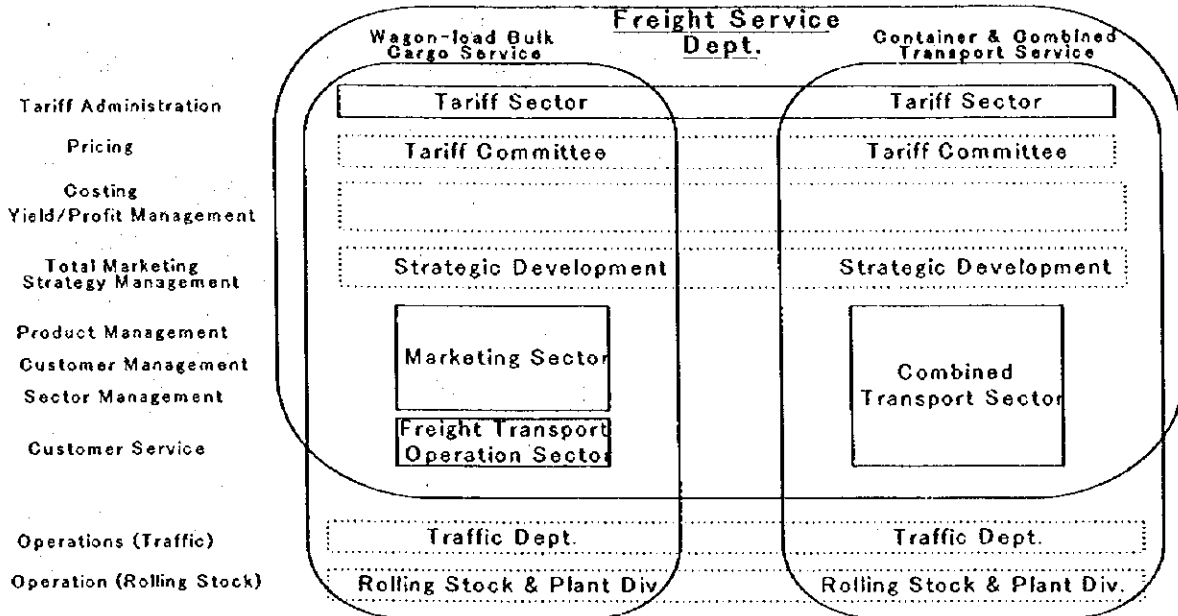 Freight Service
Dept.
Wagon-load Bulk
Cargo Service
Container & Combined
Transport Service
Tariff Administration
Tariff Sector
Tariff Sector
Pricing
Tariff Committee
Tariff Committee
Costing
Yield/Profit Management
Total Marketing
Strategy Management
Strategic Development
Strategic Development
Product Management
Customer Management
Sector Management
Marketing Sector
Combined
Transport Sector
Customer Service
Freight Transport
Operation Sector
Operations (Traffic)
Traffic Dept.
Traffic Dept.
Operation (Rolling Stock)
Rolling Stock & Plant Div.
Rolling Stock & Plant Div.